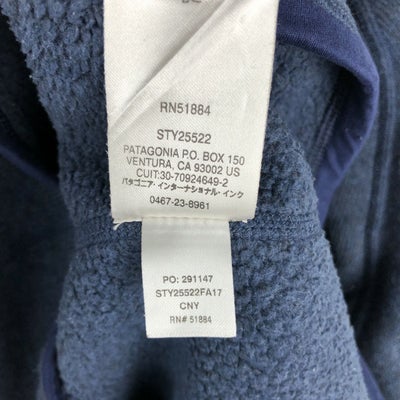 RN51884
STY25522
PATAGONIA P.O. BOX 150
VENTURA, CA 93002 US
CUIT:30-70924649-2
パタゴニア・インターナショナル・インク
0467-23-8961
PO: 291147
STY25522FA17
CNY
RN# 51884